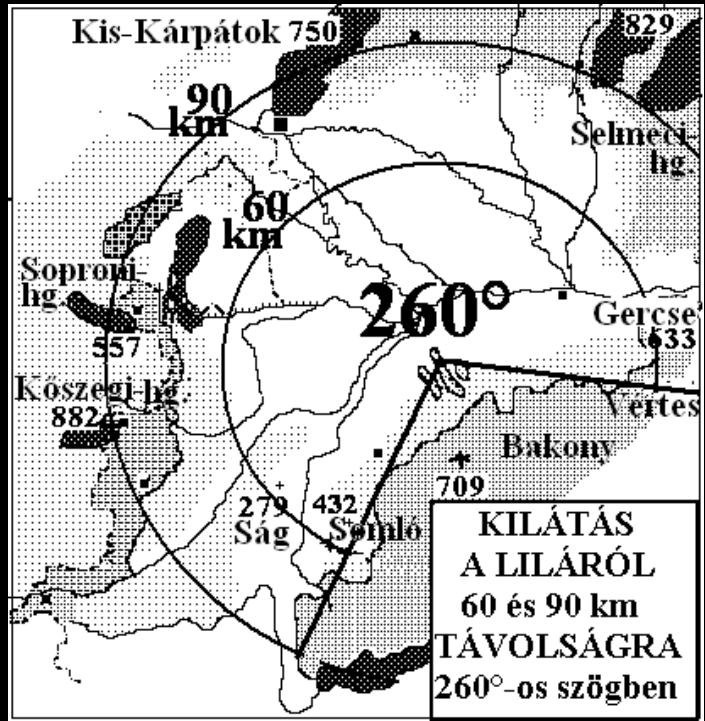 Kis-Kárpátok 750
829
90
km
Selmeci-
hg.
60
km
Soproni-
hg.
260°
Gercse
633
557
Kőszegi-hg.
882
Vértes
Bakony
709
279
432
Ság
Somló
KILÁTÁS
A LILÁRÓL
60 és 90 km
TÁVOLSÁGRA
260°-os szögben